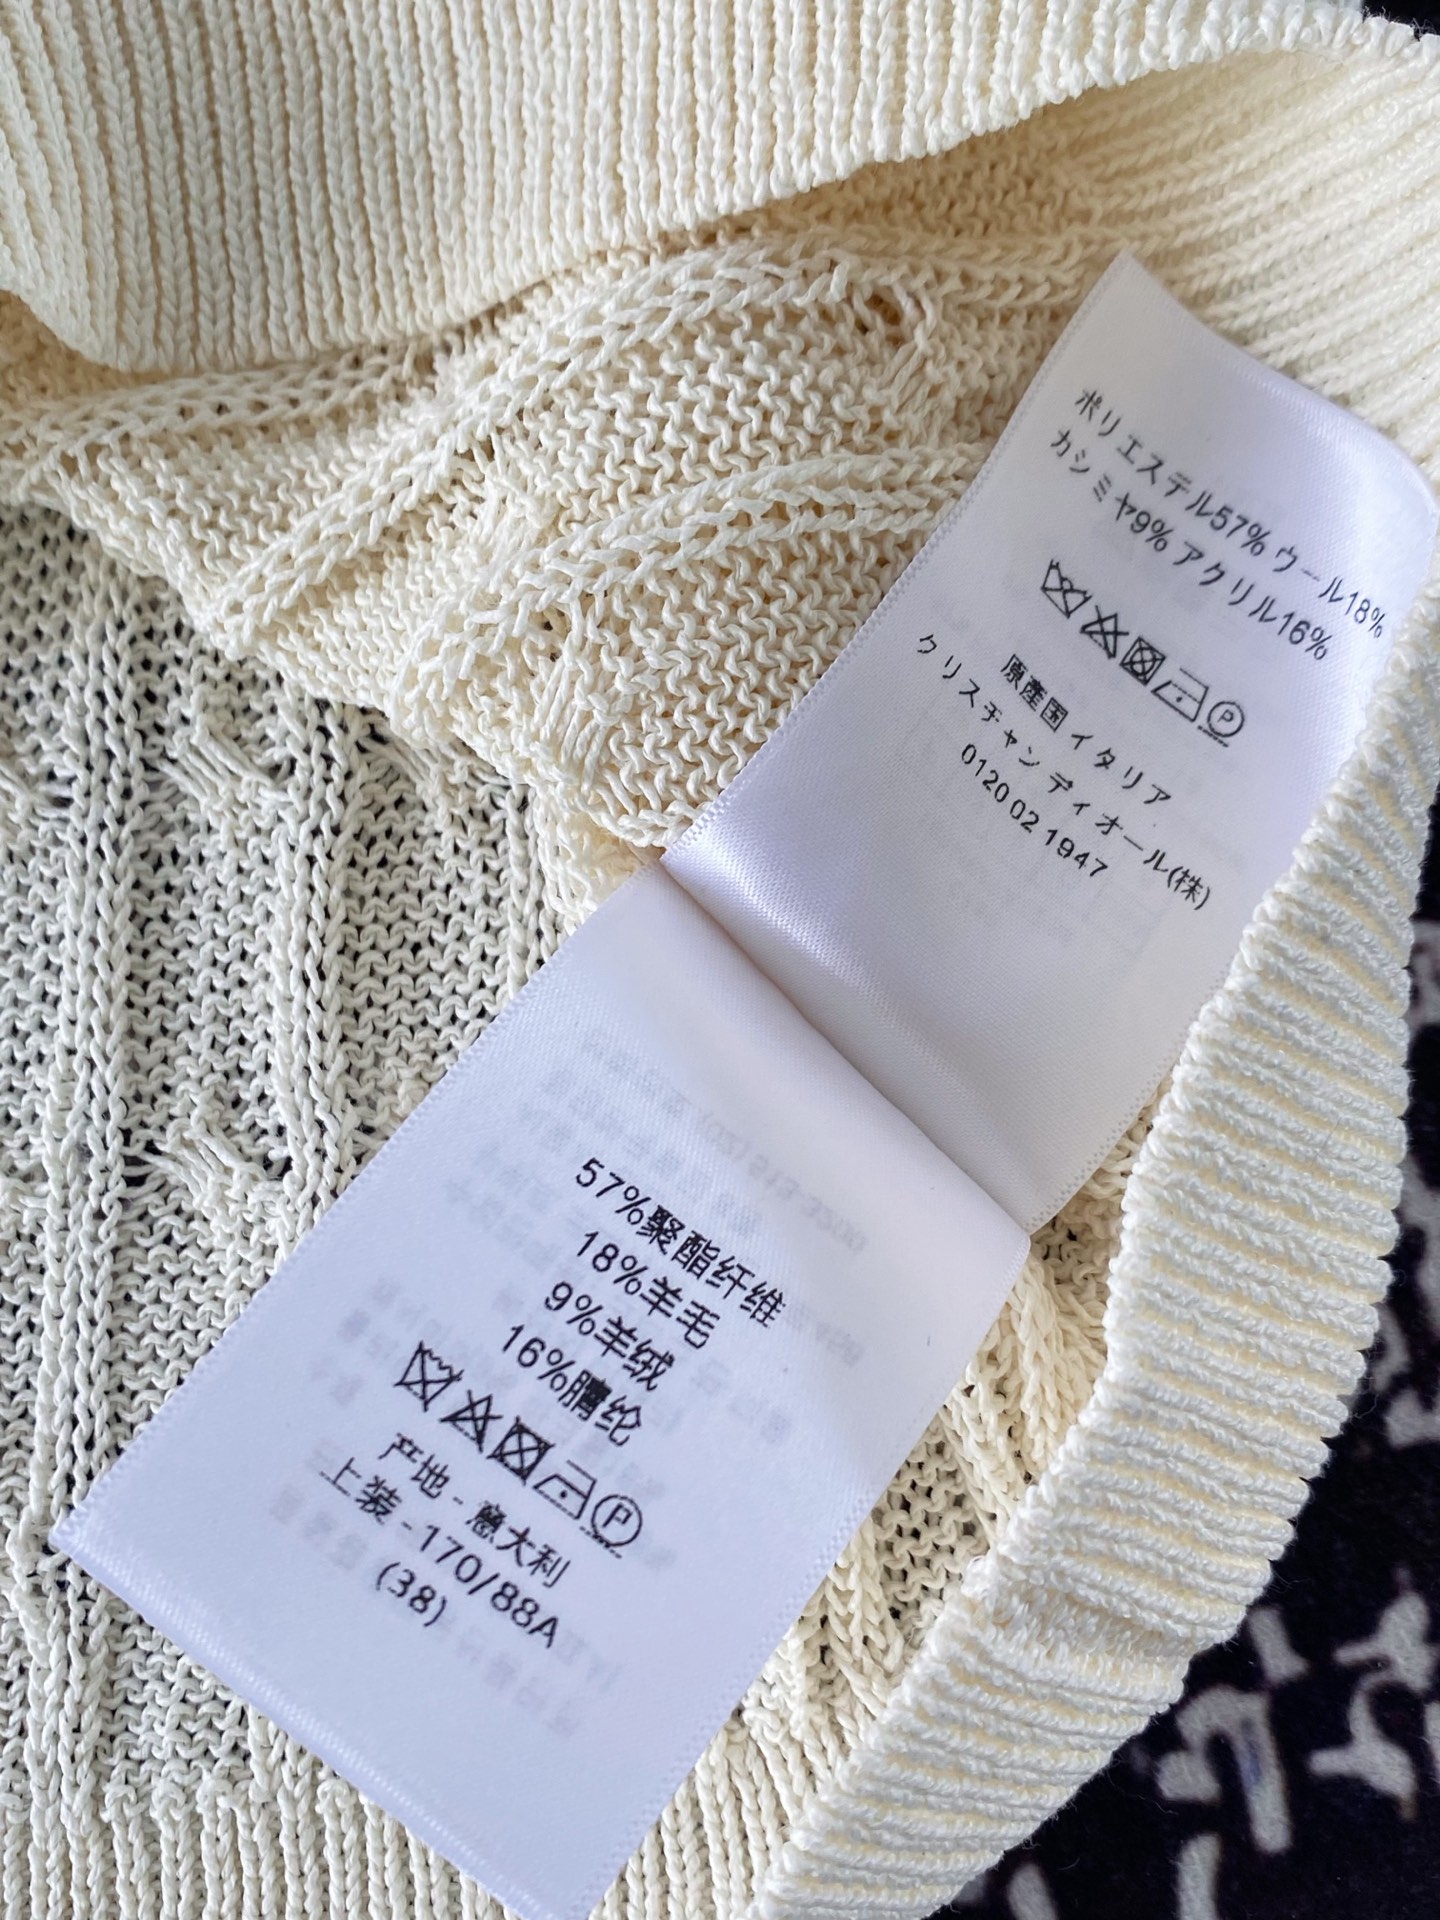 ポリエステル57% ウール18%
カシミヤ9% アクリル16%
P
原産国 イタリア
クリスチャン ディオール(株)
0120 02 1947
57%聚酯纤维
18%羊毛
9%羊绒
16%腈纶
P
产地 - 意大利
上装 -170/88A
(38)